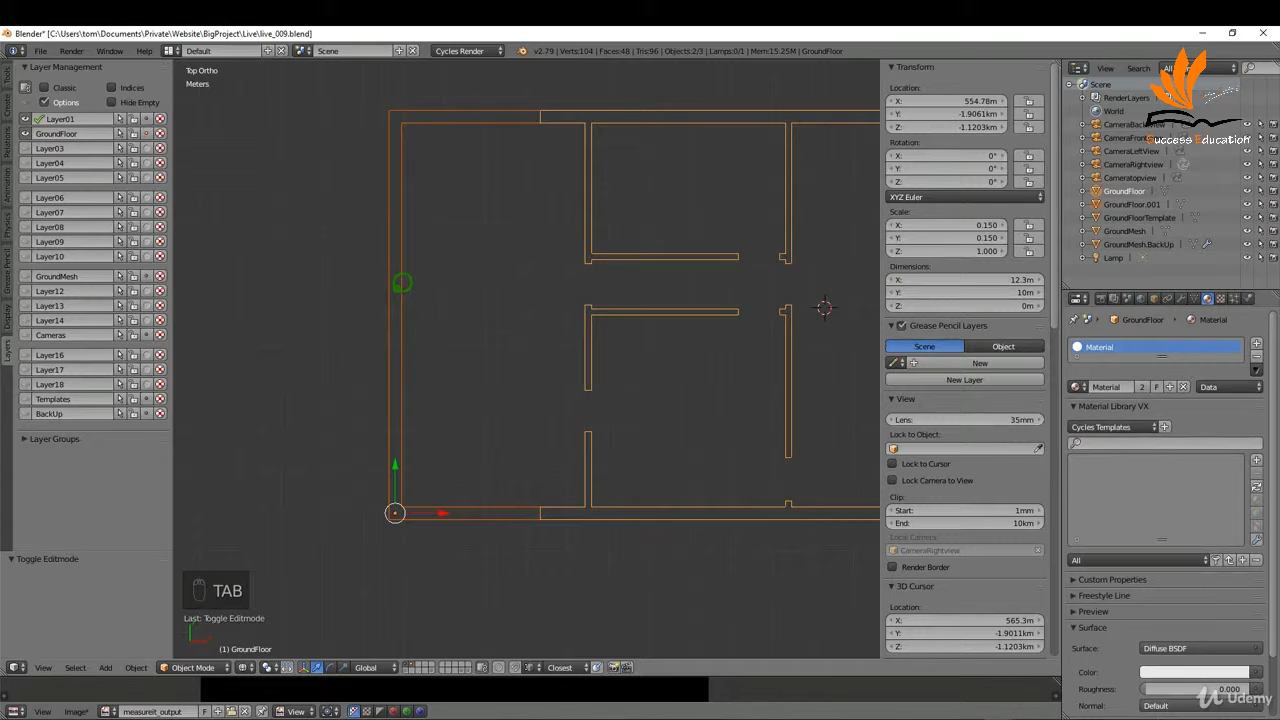 Blender* [C:\Users\tom\Documents\Private\Website\BigProject\Live\live_009.blend]
File Render Window Help Default Scene Cycles Render v2.79 | Verts:104 | Faces:48 | Tris:96 | Objects:2/3 | Lamps:0/1 | Mem:15.25M | GroundFloor
Layer Management
Classic Indices
Options Hide Empty
Layer01
GroundFloor
Layer03
Layer04
Layer05
Layer06
Layer07
Layer08
Layer09
Layer10
GroundMesh
Layer12
Layer13
Layer14
Cameras
Layer16
Layer17
Layer18
Templates
BackUp
Layer Groups
Toggle Editmode
Tools
Create
Relations
Animation
Physics
Grease Pencil
Layers
Top Ortho
Meters
TAB
Last: Toggle Editmode
(1) GroundFloor
View Select Add Object Object Mode Global Closest
View Image* measureit_output F View
Transform
Location:
X: 554.78m
Y: -1.9061km
Z: -1.1203km
Rotation:
X: 0°
Y: 0°
Z: 0°
XYZ Euler
Scale:
X: 0.150
Y: 0.150
Z: 1.000
Dimensions:
X: 12.3m
Y: 10m
Z: 0m
Grease Pencil Layers
Scene Object
New
New Layer
View
Lens: 35mm
Lock to Object:
Lock to Cursor
Lock Camera to View
Clip:
Start: 1mm
End: 10km
Local Camera:
CameraRightview
Render Border
3D Cursor
Location:
X: 565.3m
Y: -1.9011km
Z: -1.1203km
View Search All
Scene
RenderLayers
World
CameraLeftView
CameraRightview
Cameratopview
GroundFloor
GroundFloor.001
GroundFloorTemplate
GroundMesh
GroundMesh.BackUp
Lamp
Success Education
GroundFloor Material
Material
Material 2 F Data
Material Library VX
Cycles Templates
All
Custom Properties
Freestyle Line
Preview
Surface
Surface: Diffuse BSDF
Color:
Roughness: 0.000
Normal: Default
Udemy